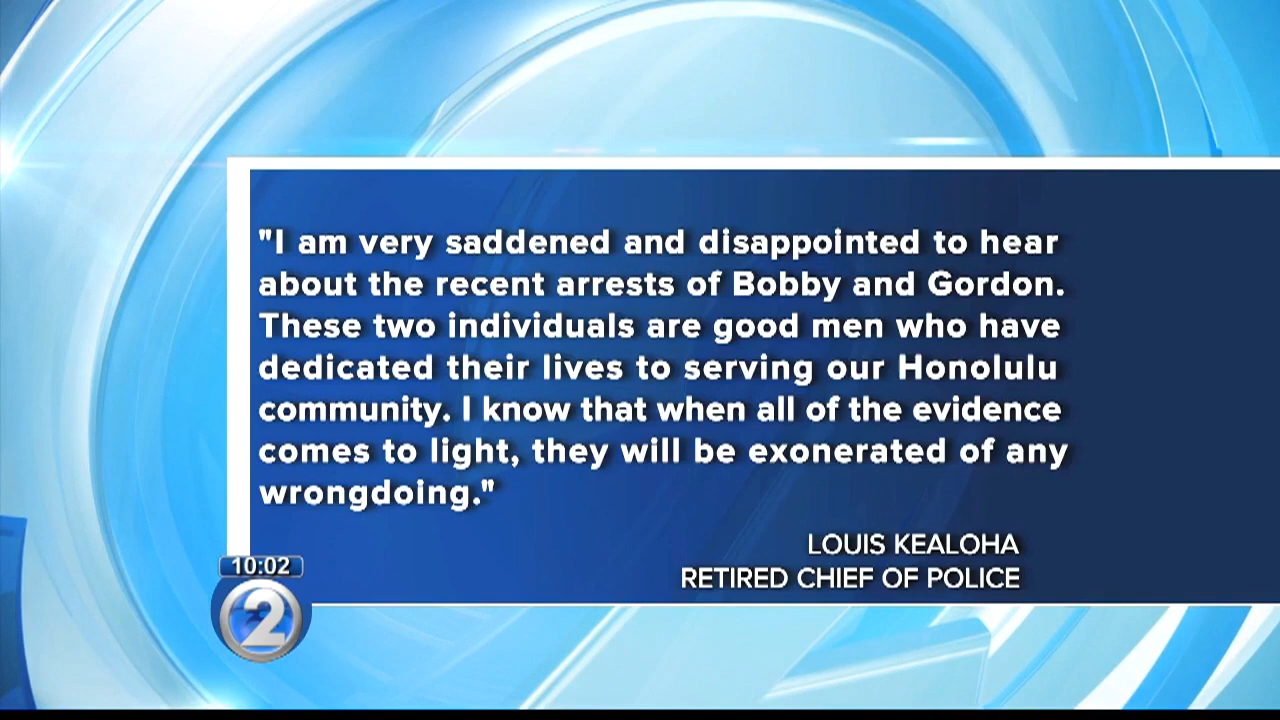 "I am very saddened and disappointed to hear
about the recent arrests of Bobby and Gordon.
These two individuals are good men who have
dedicated their lives to serving our Honolulu
community. I know that when all of the evidence
comes to light, they will be exonerated of any
wrongdoing."
LOUIS KEALOHA
RETIRED CHIEF OF POLICE
10:02
2